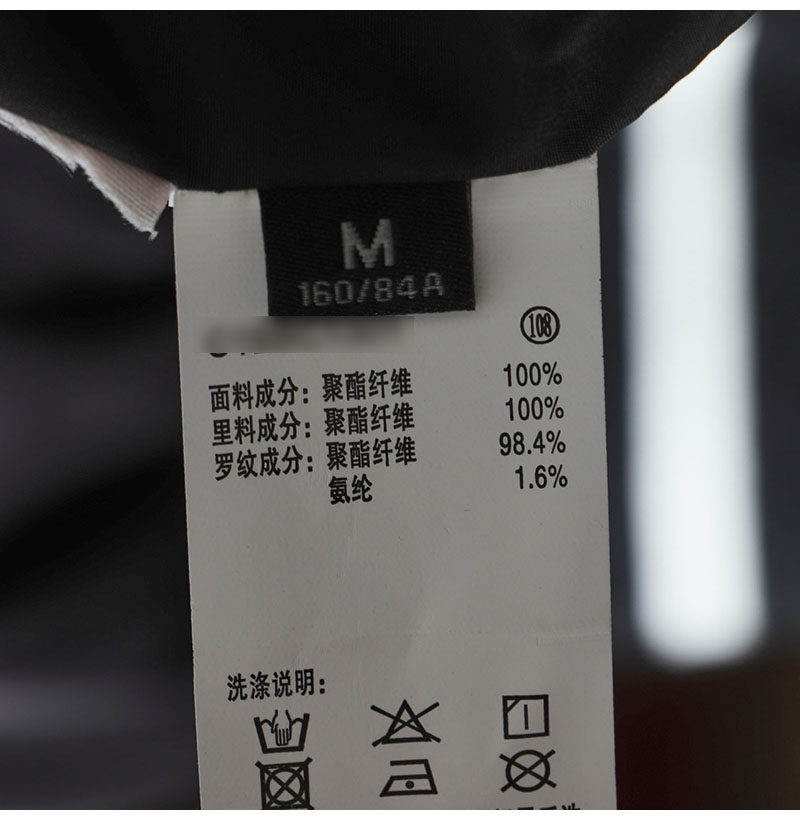 M
160/84A
108
面料成分：聚酯纤维 100%
里料成分：聚酯纤维 100%
罗纹成分：聚酯纤维 98.4%
氨纶 1.6%
洗涤说明：